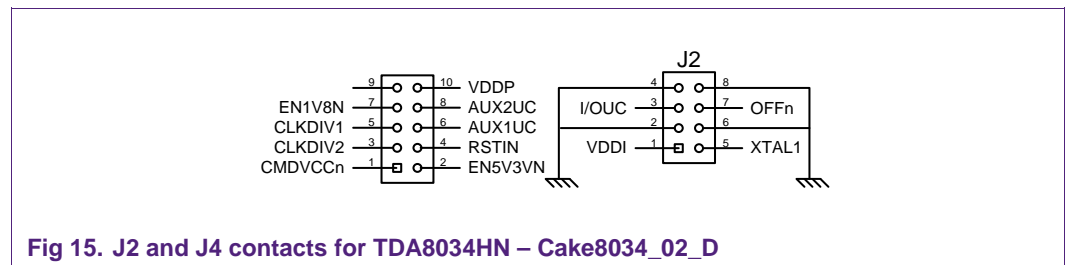 J2
9 10 VDDP
EN1V8N 7 8 AUX2UC
CLKDIV1 5 6 AUX1UC
CLKDIV2 3 4 RSTIN
CMDVCCn 1 2 EN5V3VN
4 8
I/OUC 3 7 OFFn
2 6
VDDI 1 5 XTAL1
Fig 15. J2 and J4 contacts for TDA8034HN – Cake8034_02_D